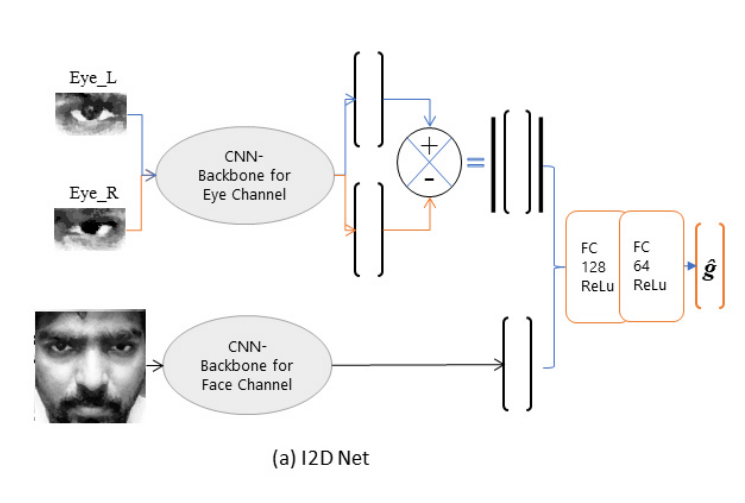 Eye_L
CNN-
Backbone for
Eye Channel
Eye_R
+
-
=
FC
128
ReLu
FC
64
ReLu
ĝ
CNN-
Backbone for
Face Channel
(a) I2D Net